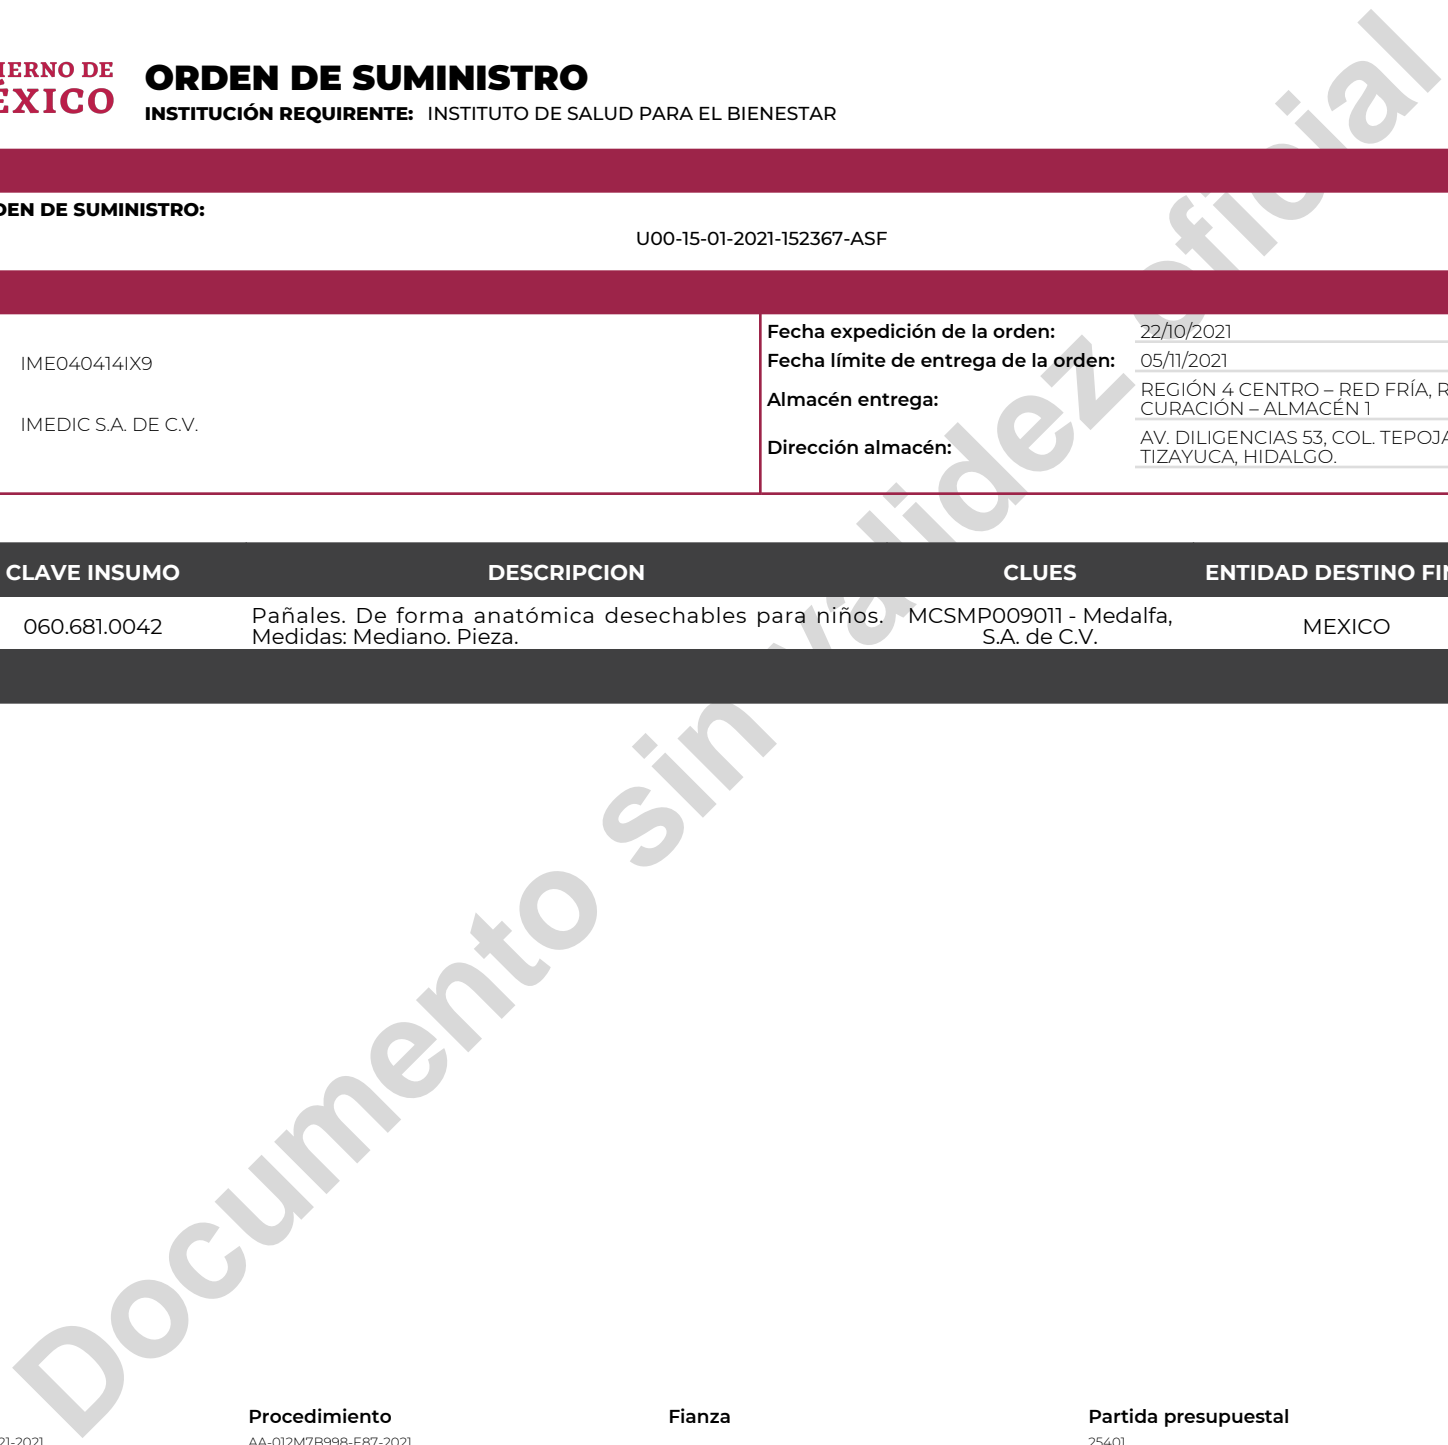 IERNO DE
ÉXICO
ORDEN DE SUMINISTRO
INSTITUCIÓN REQUIRENTE: INSTITUTO DE SALUD PARA EL BIENESTAR
DEN DE SUMINISTRO:
U00-15-01-2021-152367-ASF
IME040414IX9
IMEDIC S.A. DE C.V.
Fecha expedición de la orden: 22/10/2021
Fecha límite de entrega de la orden: 05/11/2021
Almacén entrega: REGIÓN 4 CENTRO – RED FRÍA, R
CURACIÓN – ALMACÉN 1
Dirección almacén: AV. DILIGENCIAS 53, COL. TEPOJA
TIZAYUCA, HIDALGO.
CLAVE INSUMO DESCRIPCION CLUES ENTIDAD DESTINO FIN
060.681.0042
Pañales. De forma anatómica desechables para niños.
Medidas: Mediano. Pieza.
MCSMP009011 - Medalfa,
S.A. de C.V.
MEXICO
Documento sin validez oficial
Procedimiento Fianza Partida presupuestal
21-2021 AA-012M7B998-E87-2021 25401